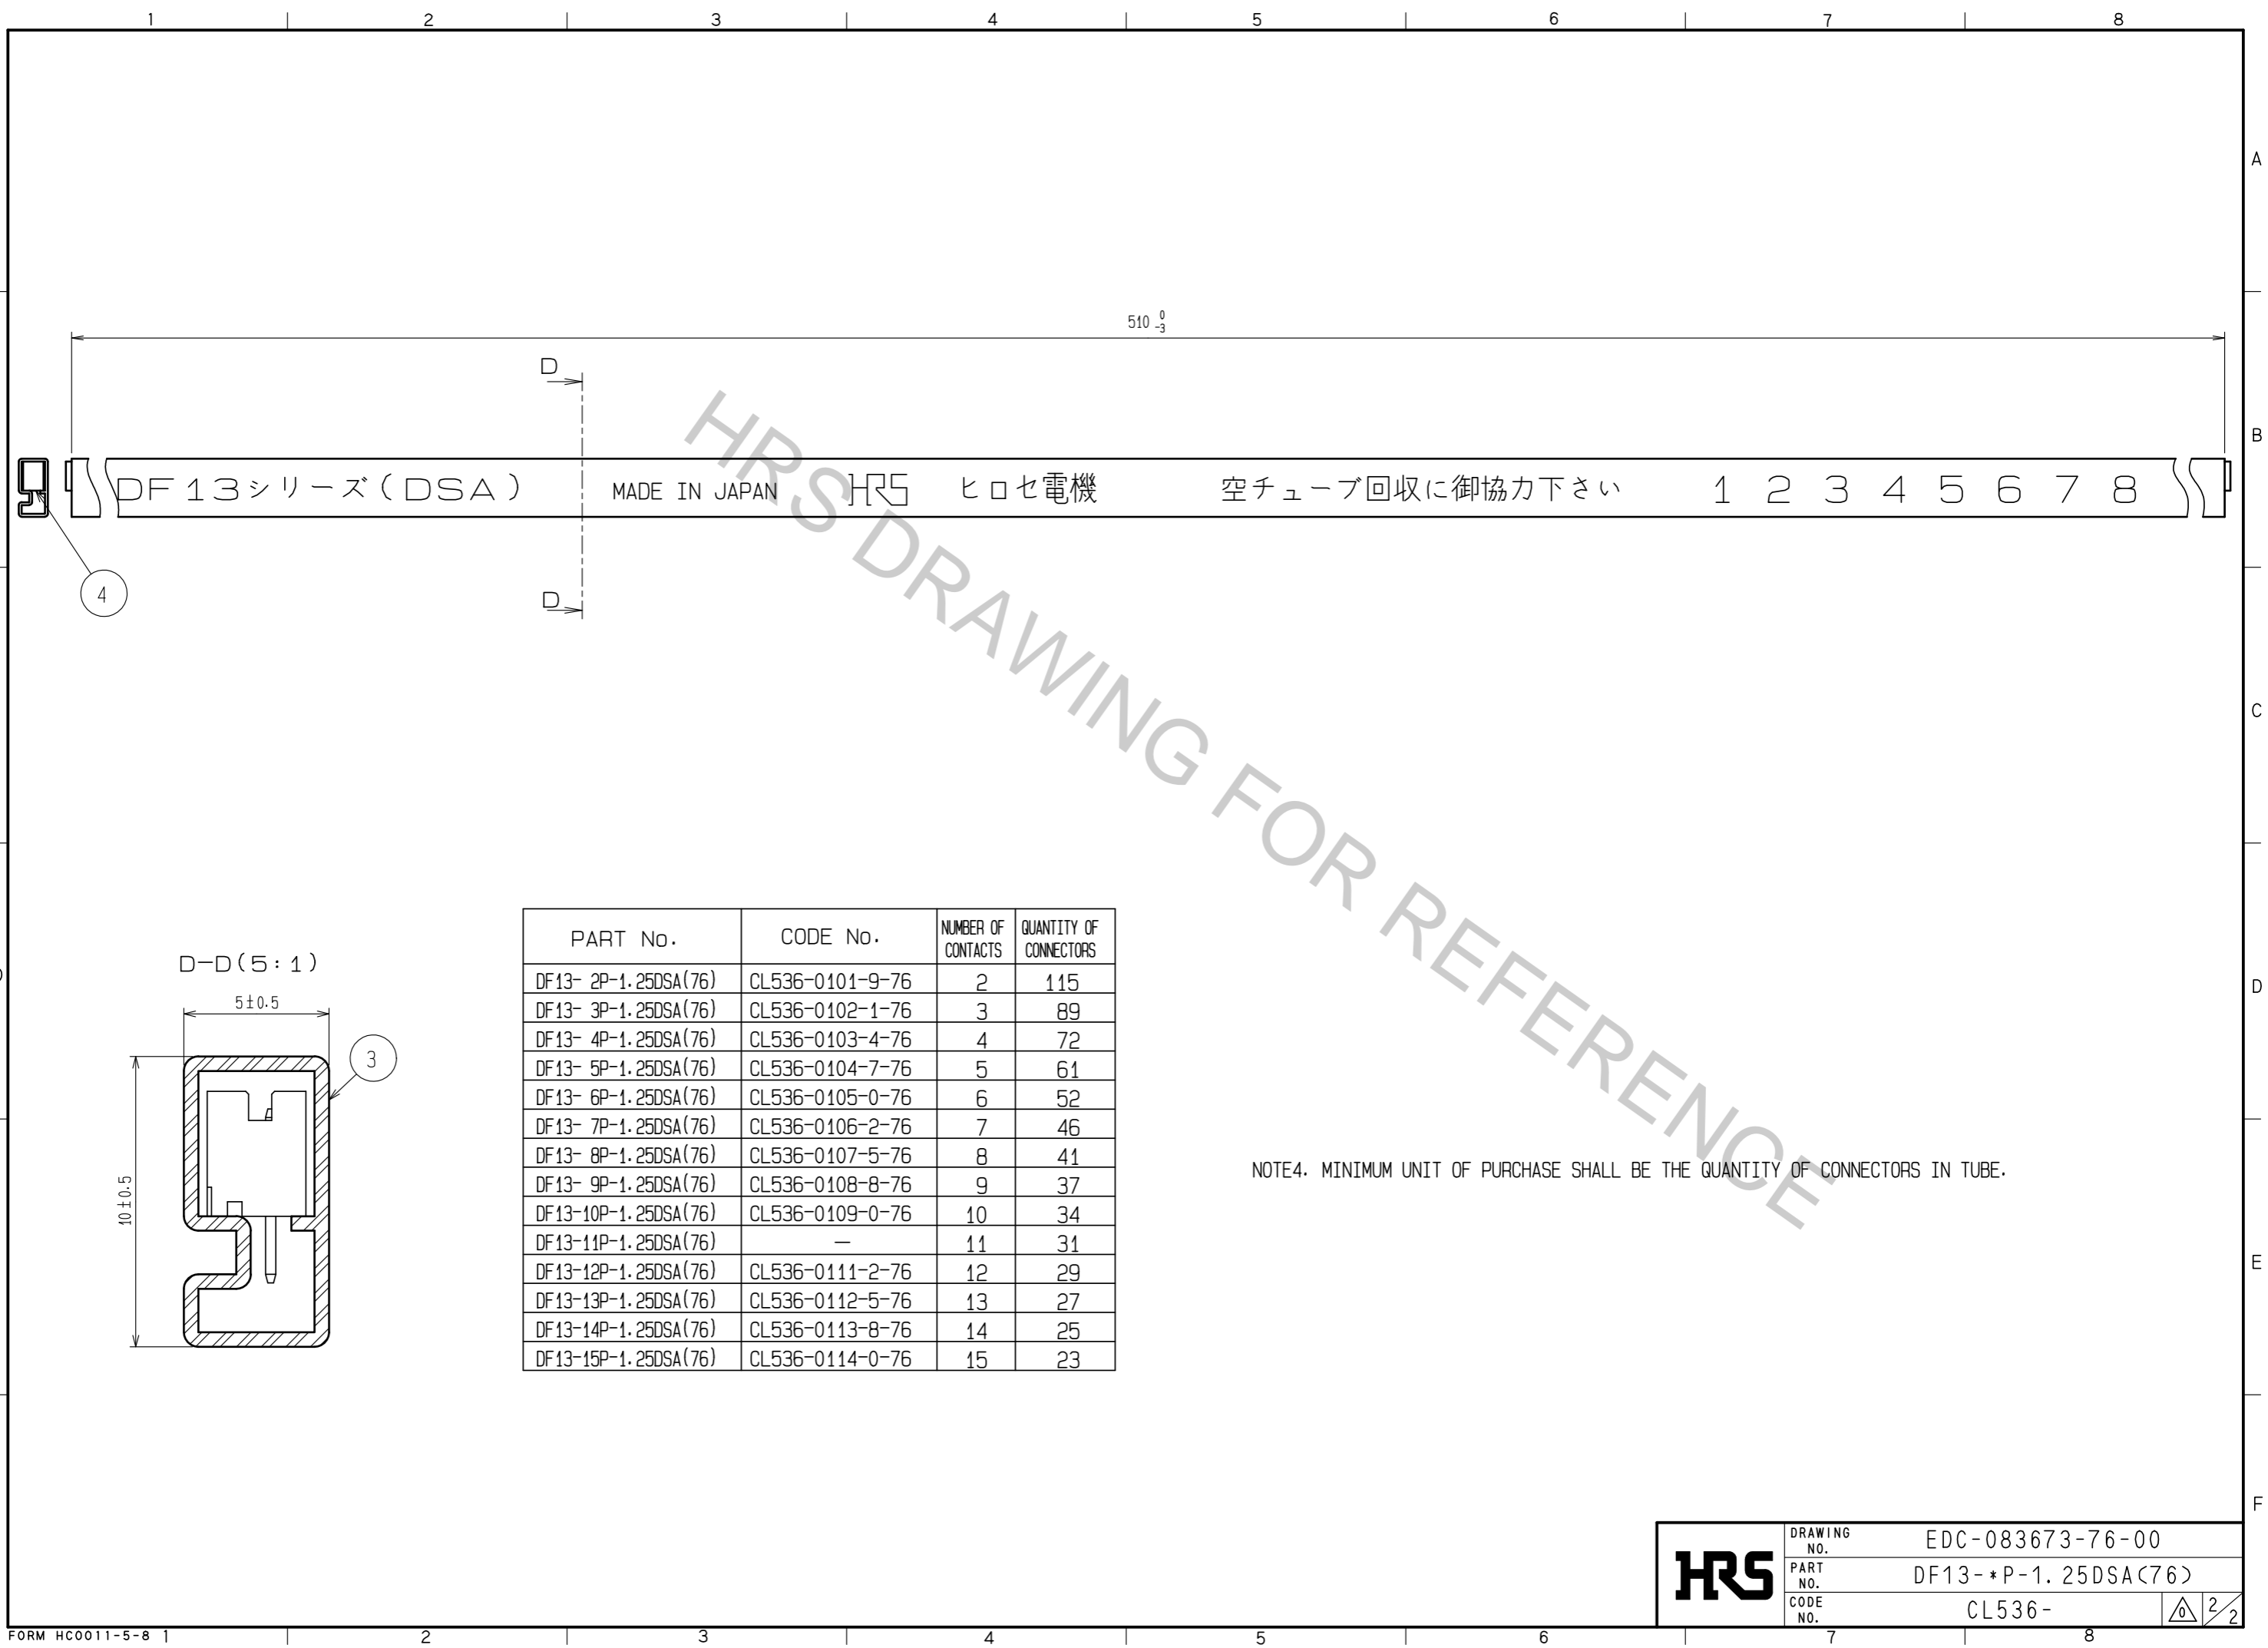 1 2 3 4 5 6 7 8
A
510 0 -3
D
B
DF13シリーズ(DSA) MADE IN JAPAN HRS ヒロセ電機 空チューブ回収に御協力下さい 1 2 3 4 5 6 7 8
4
D
HRS DRAWING FOR REFERENCE
C
PART No. CODE No. NUMBER OF CONTACTS QUANTITY OF CONNECTORS
DF13- 2P-1.25DSA(76) CL536-0101-9-76 2 115
DF13- 3P-1.25DSA(76) CL536-0102-1-76 3 89
DF13- 4P-1.25DSA(76) CL536-0103-4-76 4 72
DF13- 5P-1.25DSA(76) CL536-0104-7-76 5 61
DF13- 6P-1.25DSA(76) CL536-0105-0-76 6 52
DF13- 7P-1.25DSA(76) CL536-0106-2-76 7 46
DF13- 8P-1.25DSA(76) CL536-0107-5-76 8 41
DF13- 9P-1.25DSA(76) CL536-0108-8-76 9 37
DF13-10P-1.25DSA(76) CL536-0109-0-76 10 34
DF13-11P-1.25DSA(76) — 11 31
DF13-12P-1.25DSA(76) CL536-0111-2-76 12 29
DF13-13P-1.25DSA(76) CL536-0112-5-76 13 27
DF13-14P-1.25DSA(76) CL536-0113-8-76 14 25
DF13-15P-1.25DSA(76) CL536-0114-0-76 15 23
D-D(5:1)
5±0.5
3
10±0.5
D
NOTE4. MINIMUM UNIT OF PURCHASE SHALL BE THE QUANTITY OF CONNECTORS IN TUBE.
E
F
HRS
DRAWING NO. EDC-083673-76-00
PART NO. DF13-*P-1.25DSA(76)
CODE NO. CL536- 0 2/2
FORM HC0011-5-8 1 2 3 4 5 6 7 8